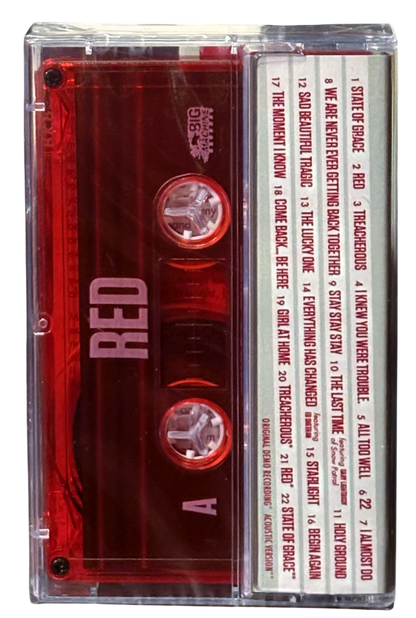 1 STATE OF GRACE 2 RED 3 TREACHEROUS 4 I KNEW YOU WERE TROUBLE 5 ALL TOO WELL 6 22 7 I ALMOST DO
8 WE ARE NEVER EVER GETTING BACK TOGETHER 9 STAY STAY STAY 10 THE LAST TIME featuring GARY LIGHTBODY of Snow Patrol 11 HOLY GROUND
12 SAD BEAUTIFUL TRAGIC 13 THE LUCKY ONE 14 EVERYTHING HAS CHANGED featuring ED SHEERAN 15 STARLIGHT 16 BEGIN AGAIN
17 THE MOMENT I KNOW 18 COME BACK... BE HERE 19 GIRL AT HOME 20 TREACHEROUS* 21 RED* 22 STATE OF GRACE**
ORIGINAL DEMO RECORDING* ACOUSTIC VERSION**
BIG MACHINE
RED
A